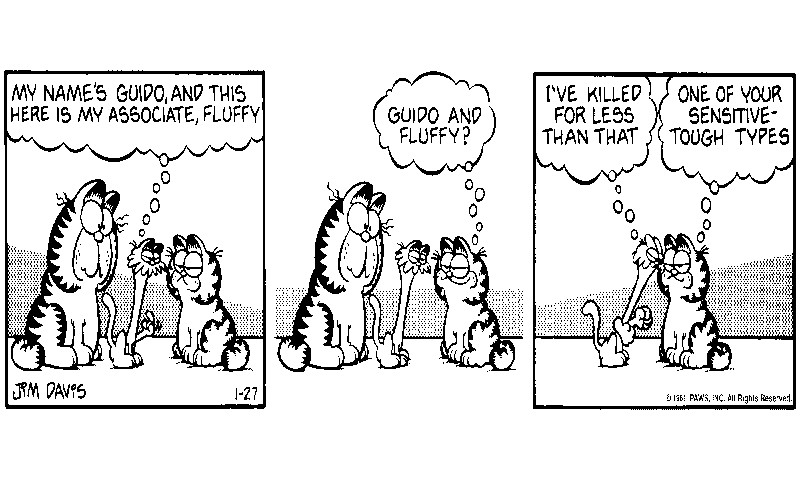 MY NAME'S GUIDO, AND THIS
HERE IS MY ASSOCIATE, FLUFFY
GUIDO AND
FLUFFY?
I'VE KILLED
FOR LESS
THAN THAT
ONE OF YOUR
SENSITIVE-
TOUGH TYPES
JIM DAVIS
1-27
© 1981 PAWS, INC. All Rights Reserved.